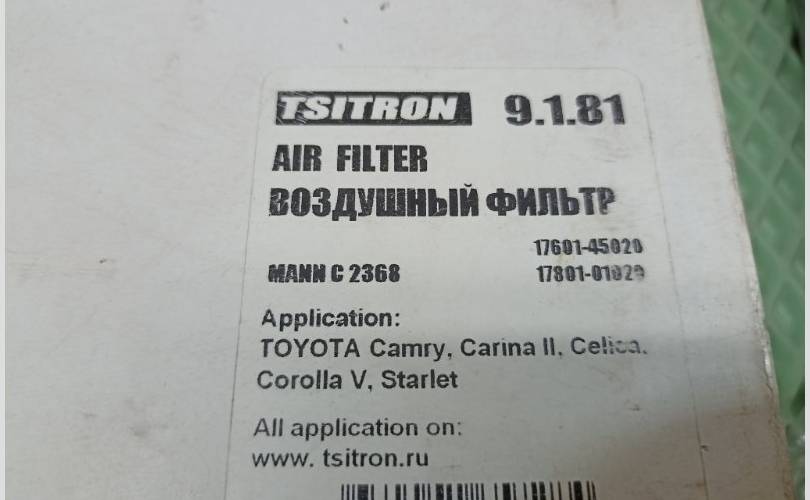 TSITRON 9.1.81
AIR FILTER
ВОЗДУШНЫЙ ФИЛЬТР
17601-45020
MANN C 2368 17801-01020
Application:
TOYOTA Camry, Carina II, Celica,
Corolla V, Starlet
All application on:
www. tsitron.ru